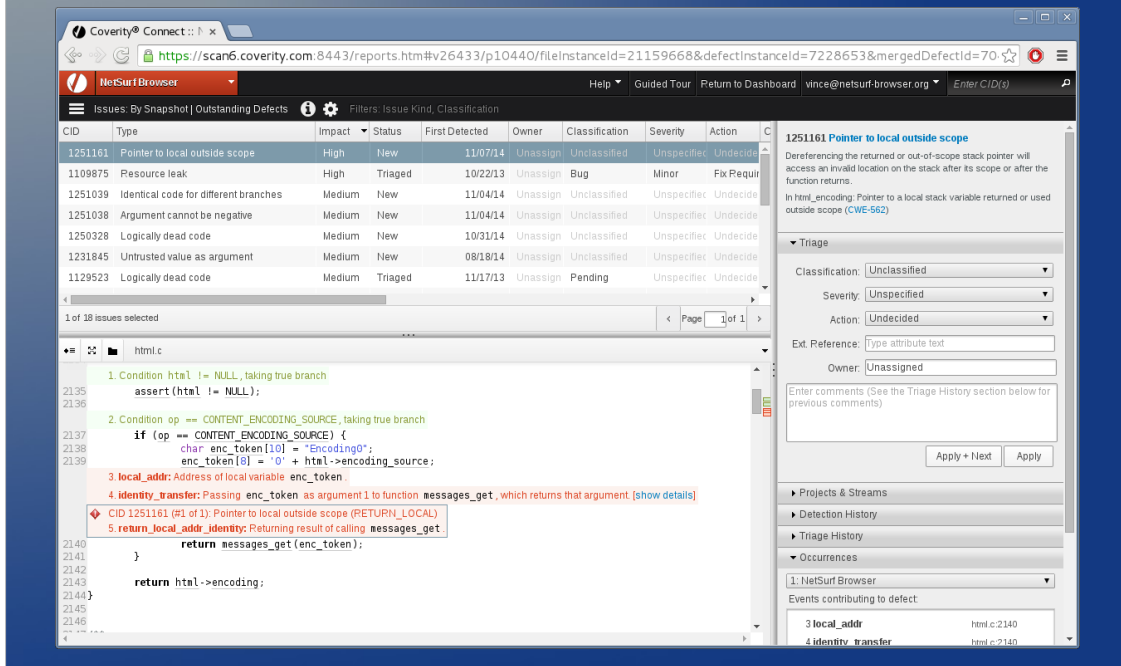 Coverity® Connect :: N ×
https://scan6.coverity.com:8443/reports.htm#v26433/p10440/fileInstanceId=21159668&defectInstanceId=7228653&mergedDefectId=70
NetSurf Browser Help Guided Tour Return to Dashboard vince@netsurf-browser.org Enter CID(s)
Issues: By Snapshot | Outstanding Defects Filters: Issue Kind, Classification
CID Type Impact Status First Detected Owner Classification Severity Action C
1251161 Pointer to local outside scope High New 11/07/14 Unassign Unclassified Unspecified Undecide
1109875 Resource leak High Triaged 10/22/13 Unassign Bug Minor Fix Requir
1251039 Identical code for different branches Medium New 11/04/14 Unassign Unclassified Unspecified Undecide
1251038 Argument cannot be negative Medium New 11/04/14 Unassign Unclassified Unspecified Undecide
1250328 Logically dead code Medium New 10/31/14 Unassign Unclassified Unspecified Undecide
1231845 Untrusted value as argument Medium New 08/18/14 Unassign Unclassified Unspecified Undecide
1129523 Logically dead code Medium Triaged 11/17/13 Unassign Pending Unspecified Undecide
1 of 18 issues selected < Page 1 of 1 >
html.c
1. Condition html != NULL, taking true branch
2135 assert(html != NULL);
2136
2. Condition op == CONTENT_ENCODING_SOURCE, taking true branch
2137 if (op == CONTENT_ENCODING_SOURCE) {
2138 char enc_token[10] = "Encoding0";
2139 enc_token[8] = '0' + html->encoding_source;
3. local_addr: Address of local variable enc_token.
4. identity_transfer: Passing enc_token as argument 1 to function messages_get, which returns that argument. [show details]
CID 1251161 (#1 of 1): Pointer to local outside scope (RETURN_LOCAL)
5. return_local_addr_identity: Returning result of calling messages_get.
2140 return messages_get(enc_token);
2141 }
2142
2143 return html->encoding;
2144 }
2145
2146
1251161 Pointer to local outside scope
Dereferencing the returned or out-of-scope stack pointer will
access an invalid location on the stack after its scope or after the
function returns.
In html_encoding: Pointer to a local stack variable returned or used
outside scope (CWE-562)
Triage
Classification: Unclassified
Severity: Unspecified
Action: Undecided
Ext. Reference: Type attribute text
Owner: Unassigned
Enter comments (See the Triage History section below for
previous comments)
Apply + Next Apply
Projects & Streams
Detection History
Triage History
Occurrences
1: NetSurf Browser
Events contributing to defect:
3 local_addr html.c:2140
4 identity_transfer html.c:2140